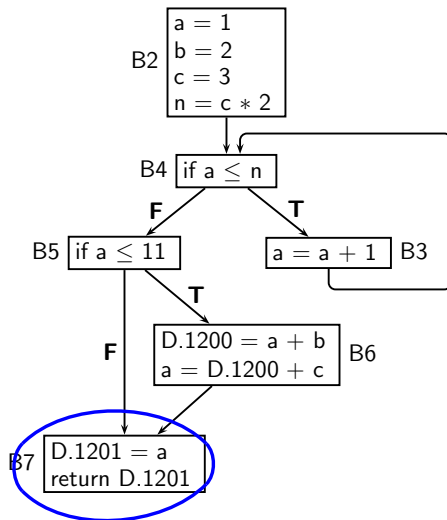 B2
a = 1
b = 2
c = 3
n = c * 2
B4
if a ≤ n
F
T
B5
if a ≤ 11
a = a + 1
B3
T
F
D.1200 = a + b
a = D.1200 + c
B6
B7
D.1201 = a
return D.1201